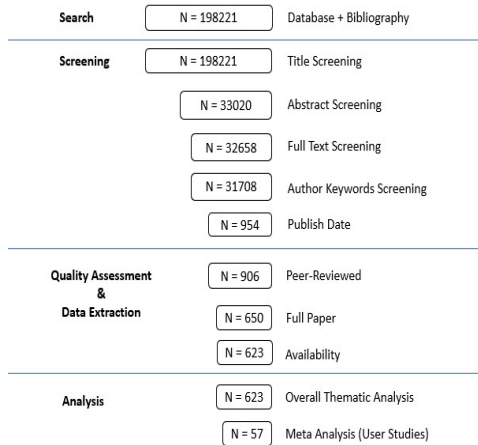 Search N = 198221 Database + Bibliography
Screening N = 198221 Title Screening
N = 33020 Abstract Screening
N = 32658 Full Text Screening
N = 31708 Author Keywords Screening
N = 954 Publish Date
Quality Assessment
&
Data Extraction
N = 906 Peer-Reviewed
N = 650 Full Paper
N = 623 Availability
Analysis N = 623 Overall Thematic Analysis
N = 57 Meta Analysis (User Studies)